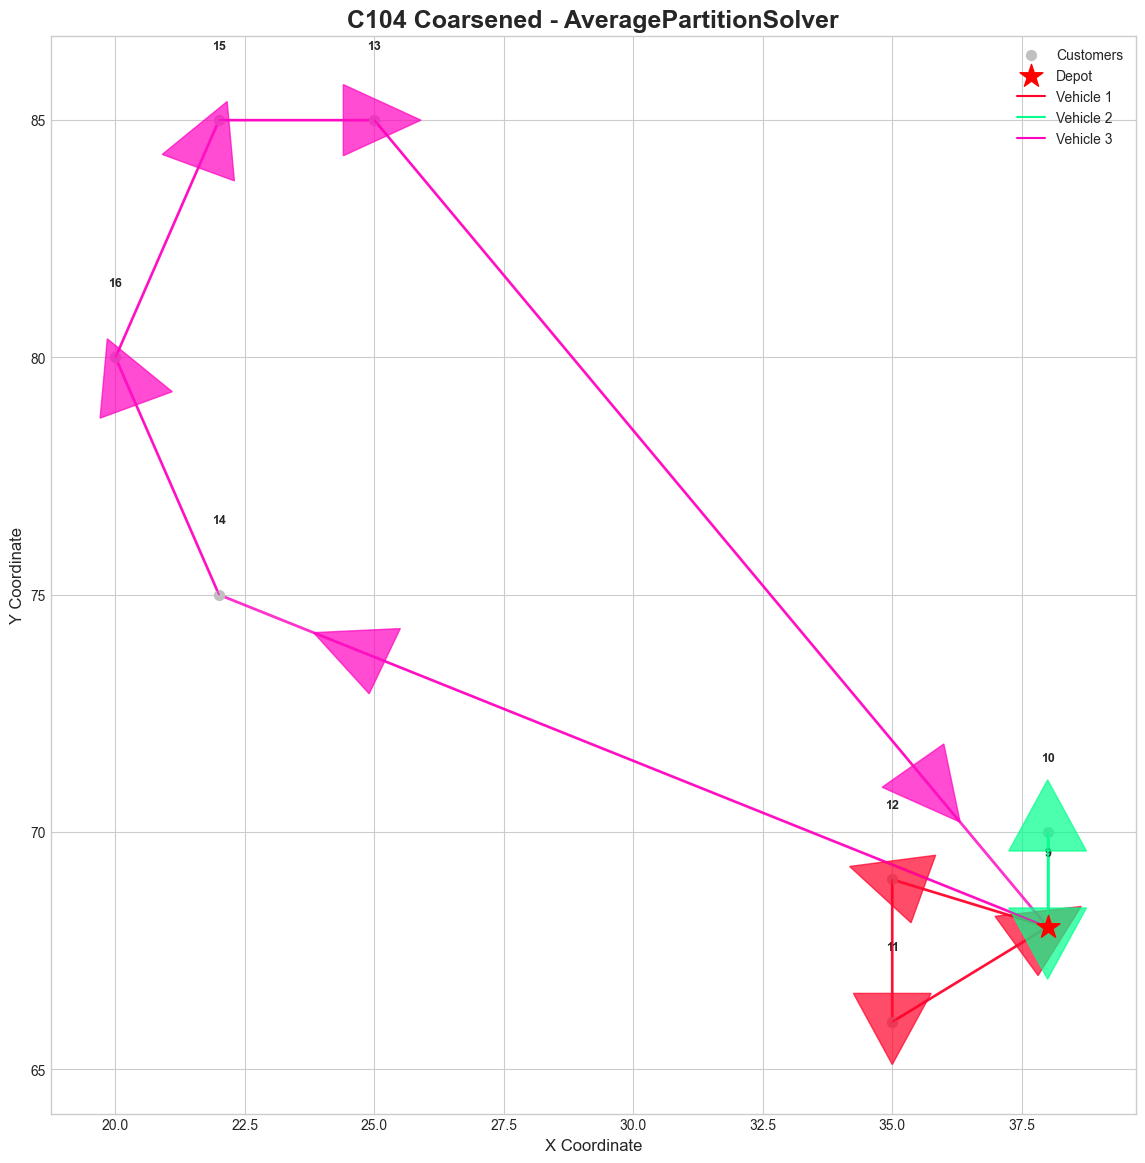 C104 Coarsened - AveragePartitionSolver
15
13
Customers
Depot
Vehicle 1
Vehicle 2
Vehicle 3
85
16
80
14
75
10
12
70
9
11
65
Y Coordinate
20.0
22.5
25.0
27.5
30.0
32.5
35.0
37.5
X Coordinate